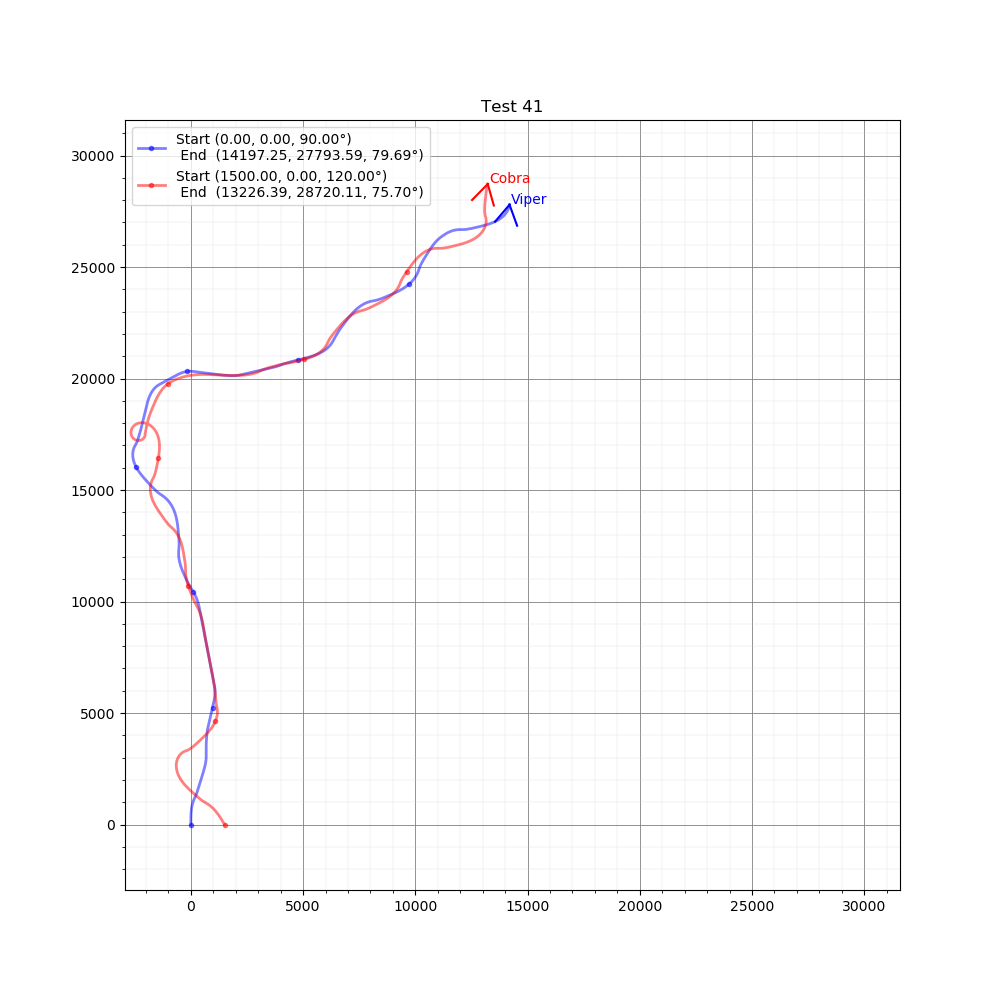 Test 41
Start (0.00, 0.00, 90.00°)
End (14197.25, 27793.59, 79.69°)
Start (1500.00, 0.00, 120.00°)
End (13226.39, 28720.11, 75.70°)
Cobra
Viper
30000
25000
20000
15000
10000
5000
0
0 5000 10000 15000 20000 25000 30000